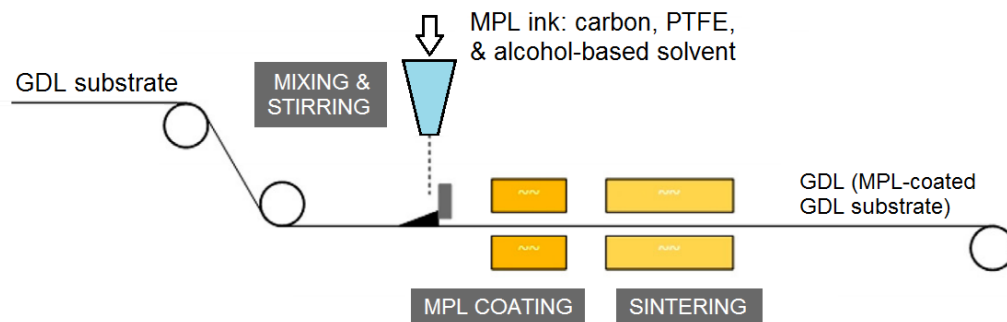 MPL ink: carbon, PTFE,
& alcohol-based solvent
GDL substrate
MIXING &
STIRRING
GDL (MPL-coated
GDL substrate)
MPL COATING
SINTERING